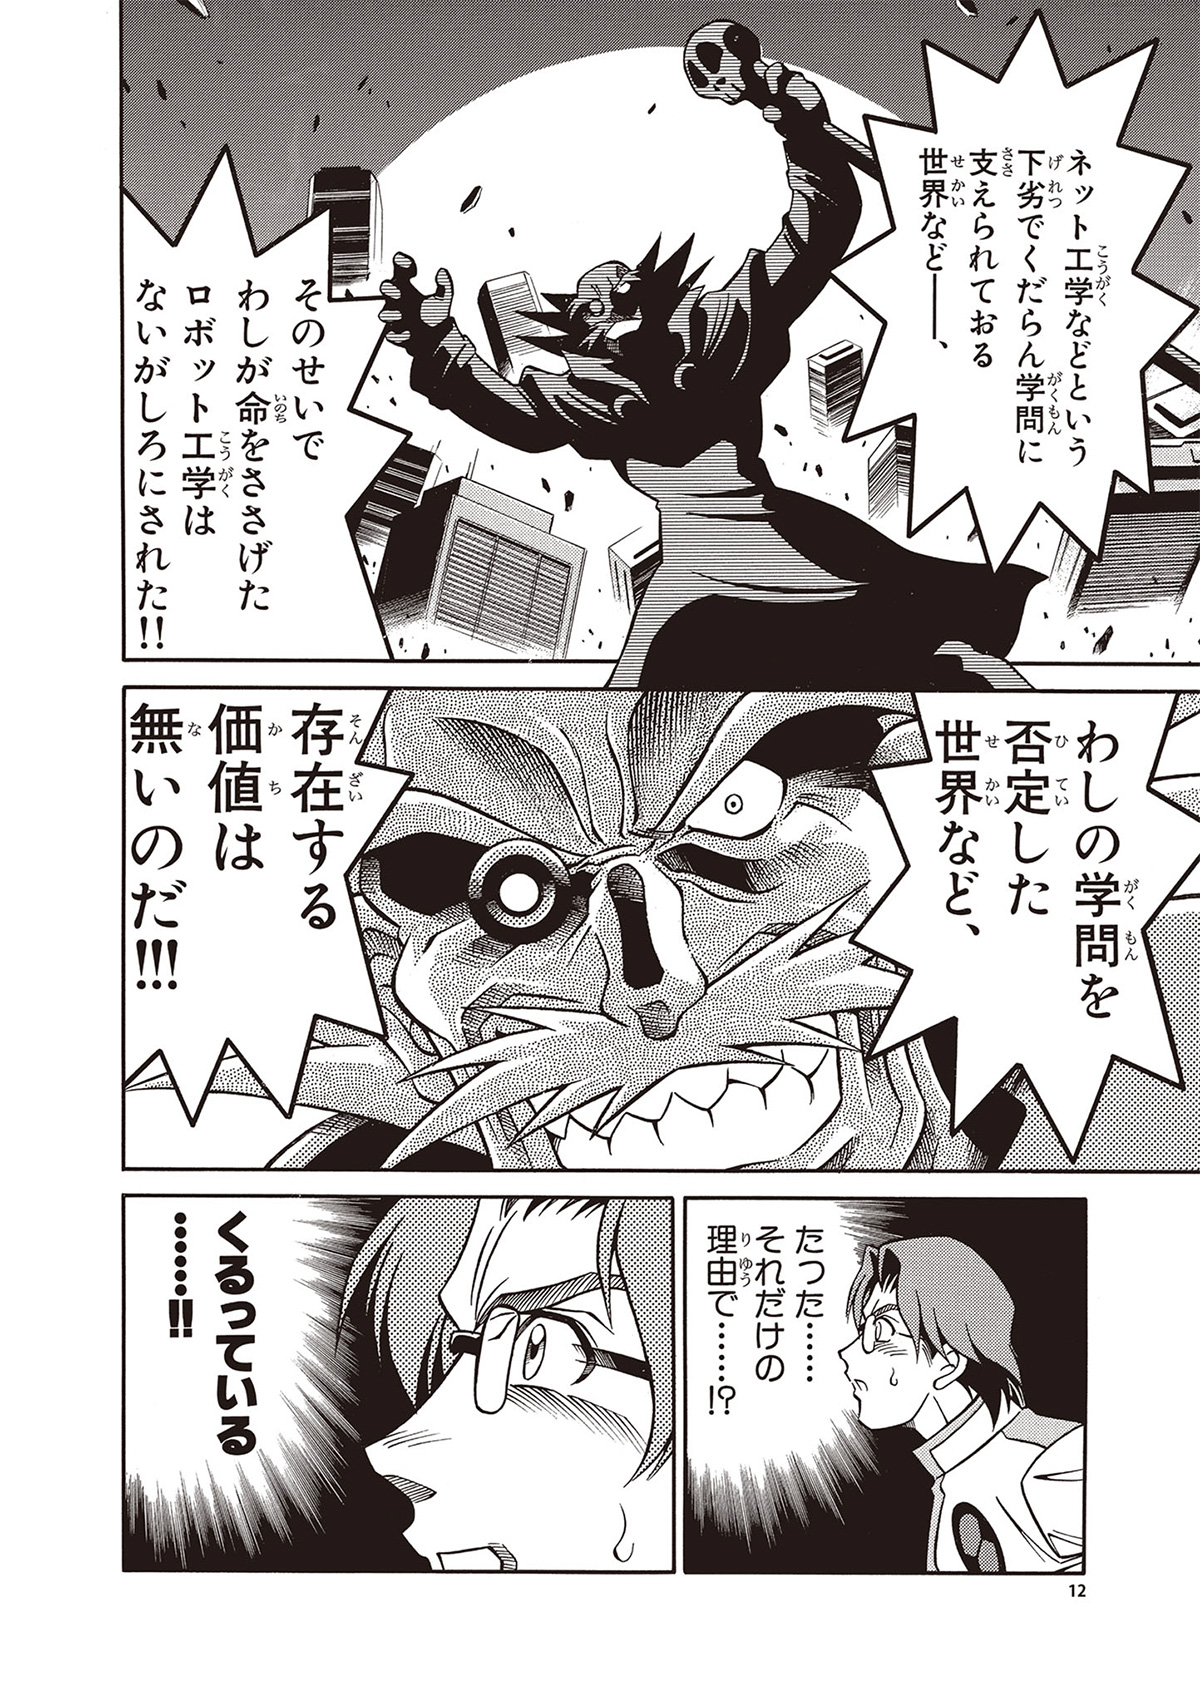 ネット工学などという
下劣でくだらん学問に
支えられておる
世界など――、
そのせいで
わしが命をささげた
ロボット工学は
ないがしろにされた!!
わしの学問を
否定した
世界など、
存在する
価値は
無いのだ!!!
たった……
それだけの
理由で……!?
くるっている
……!!
12